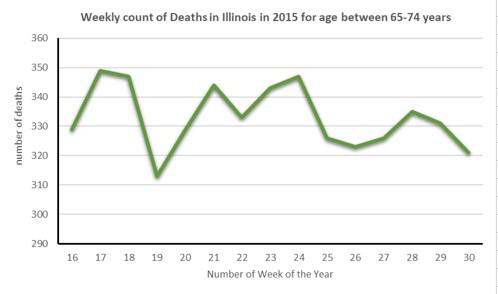 Weekly count of Deaths in Illinois in 2015 for age between 65-74 years
360
350
340
330
320
310
300
290
number of deaths
16 17 18 19 20 21 22 23 24 25 26 27 28 29 30
Number of Week of the Year